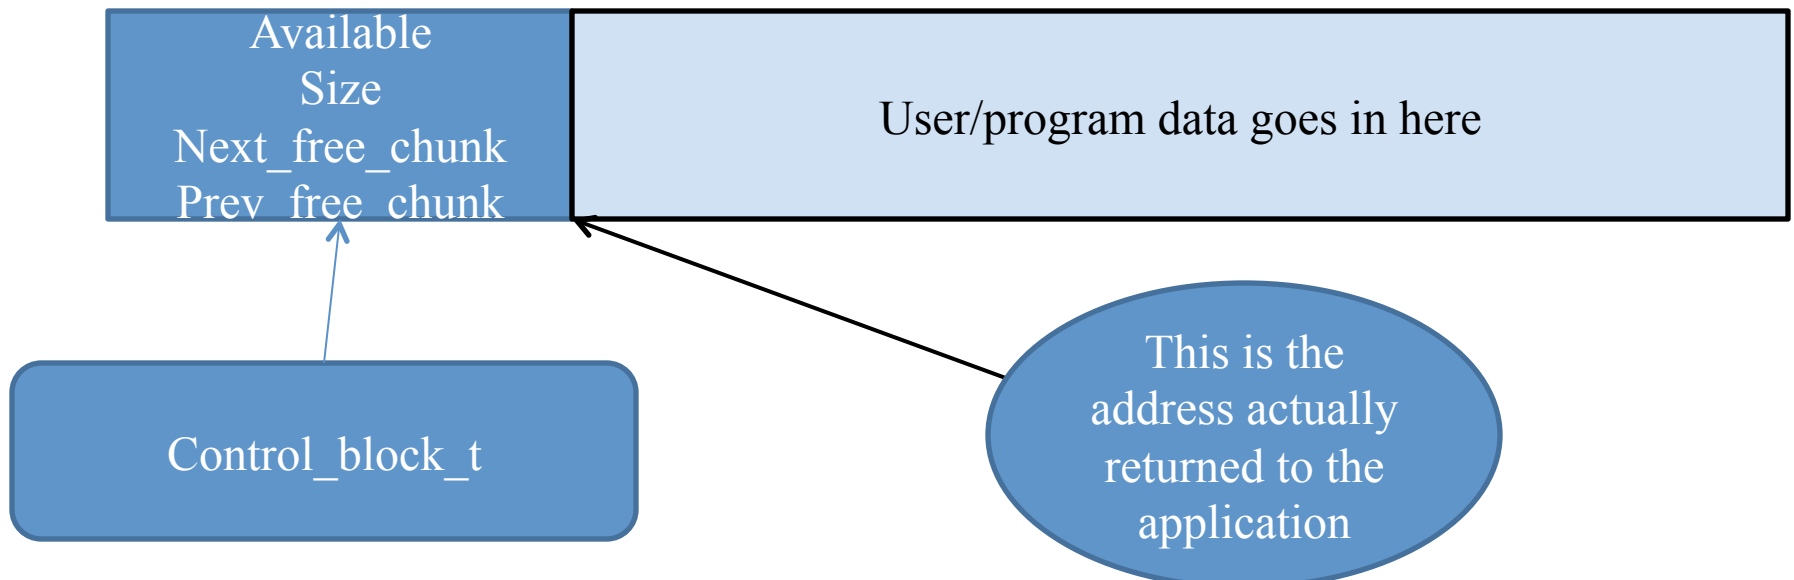 Available
Size
Next_free_chunk
Prev_free_chunk
User/program data goes in here
Control_block_t
This is the
address actually
returned to the
application